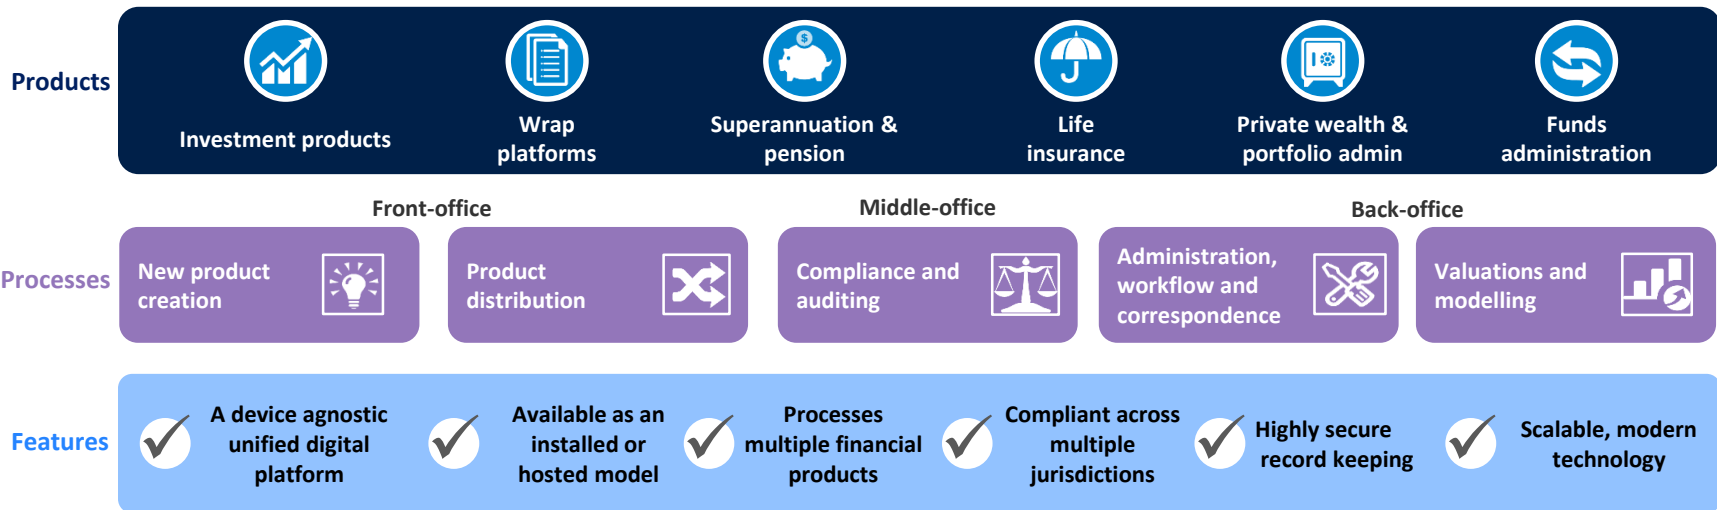 Products
Investment products
Wrap
platforms
Superannuation &
pension
$
Life
insurance
Private wealth &
portfolio admin
Funds
administration
Front-office
Middle-office
Back-office
Processes
New product
creation
Product
distribution
Compliance and
auditing
Administration,
workflow and
correspondence
Valuations and
modelling
Features
A device agnostic
unified digital
platform
Available as an
installed or
hosted model
Processes
multiple financial
products
Compliant across
multiple
jurisdictions
Highly secure
record keeping
Scalable, modern
technology